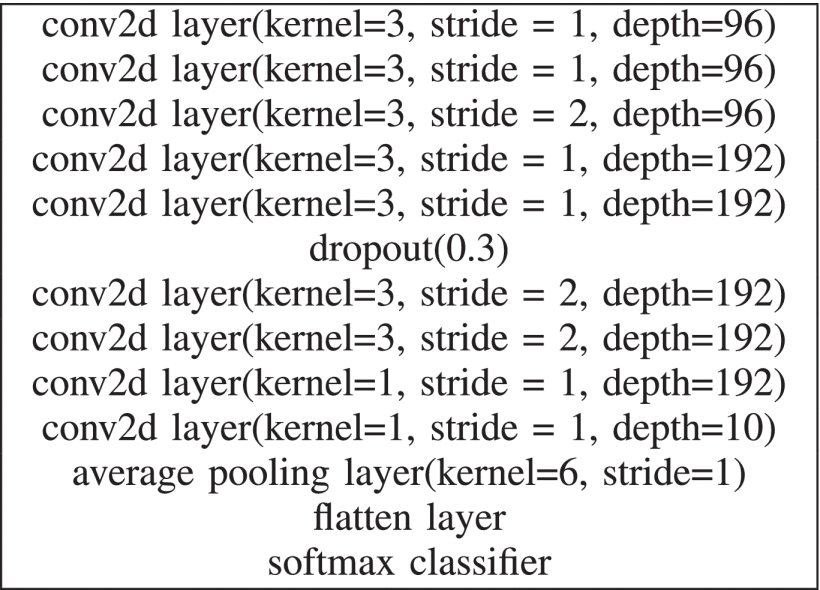 conv2d layer(kernel=3, stride = 1, depth=96)
conv2d layer(kernel=3, stride = 1, depth=96)
conv2d layer(kernel=3, stride = 2, depth=96)
conv2d layer(kernel=3, stride = 1, depth=192)
conv2d layer(kernel=3, stride = 1, depth=192)
dropout(0.3)
conv2d layer(kernel=3, stride = 2, depth=192)
conv2d layer(kernel=3, stride = 2, depth=192)
conv2d layer(kernel=1, stride = 1, depth=192)
conv2d layer(kernel=1, stride = 1, depth=10)
average pooling layer(kernel=6, stride=1)
flatten layer
softmax classifier